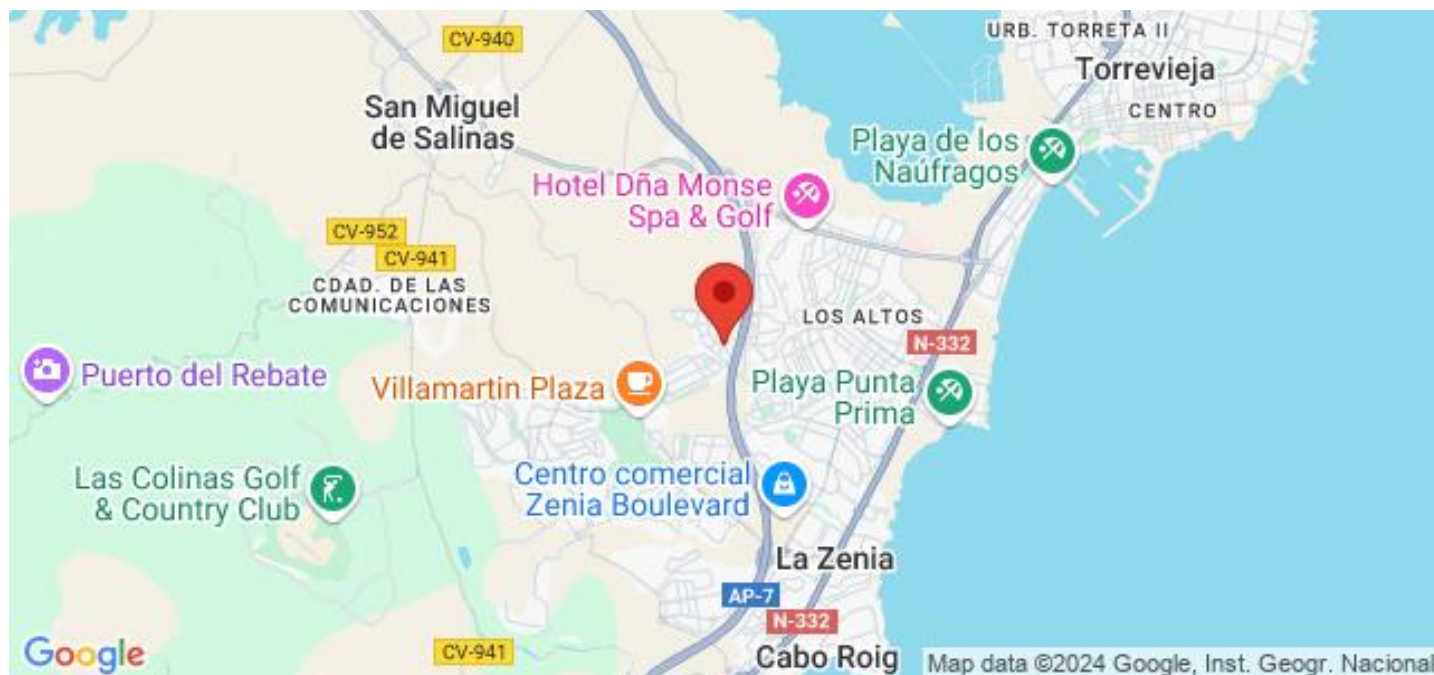 URB. TORRETA II
CV-940
Torrevieja
San Miguel
de Salinas
CENTRO
Playa de los
Naúfragos
Hotel Dña Monse
Spa & Golf
CV-952
CV-941
CDAD. DE LAS
COMUNICACIONES
LOS ALTOS
N-332
Puerto del Rebate
Villamartin Plaza
Playa Punta
Prima
Las Colinas Golf
& Country Club
Centro comercial
Zenia Boulevard
La Zenia
AP-7
N-332
Google
CV-941
Cabo Roig
Map data ©2024 Google, Inst. Geogr. Nacional